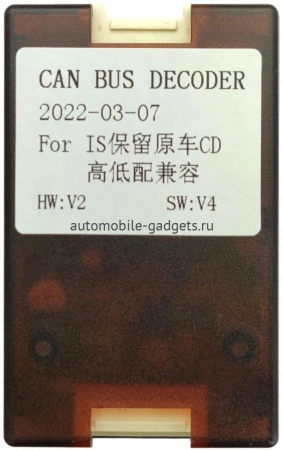 CAN BUS DECODER
2022-03-07
For IS保留原车CD
高低配兼容
HW:V2 SW:V4
automobile-gadgets.ru